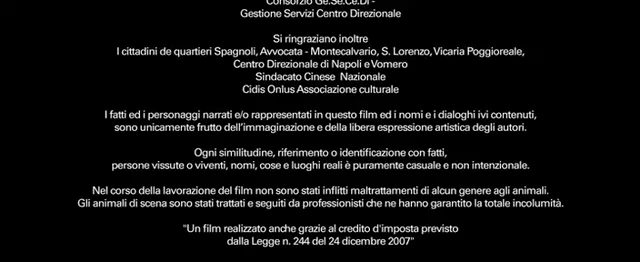 Consorzio Ge.Se.Ce.Di -
Gestione Servizi Centro Direzionale
Si ringraziano inoltre
I cittadini de quartieri Spagnoli, Avvocata - Montecalvario, S. Lorenzo, Vicaria Poggioreale,
Centro Direzionale di Napoli e Vomero
Sindacato Cinese Nazionale
Cidis Onlus Associazione culturale
I fatti ed i personaggi narrati e/o rappresentati in questo film ed i nomi e i dialoghi ivi contenuti,
sono unicamente frutto dell'immaginazione e della libera espressione artistica degli autori.
Ogni similitudine, riferimento o identificazione con fatti,
persone vissute o viventi, nomi, cose e luoghi reali è puramente casuale e non intenzionale.
Nel corso della lavorazione del film non sono stati inflitti maltrattamenti di alcun genere agli animali.
Gli animali di scena sono stati trattati e seguiti da professionisti che ne hanno garantito la totale incolumità.
"Un film realizzato anche grazie al credito d'imposta previsto
dalla Legge n. 244 del 24 dicembre 2007"